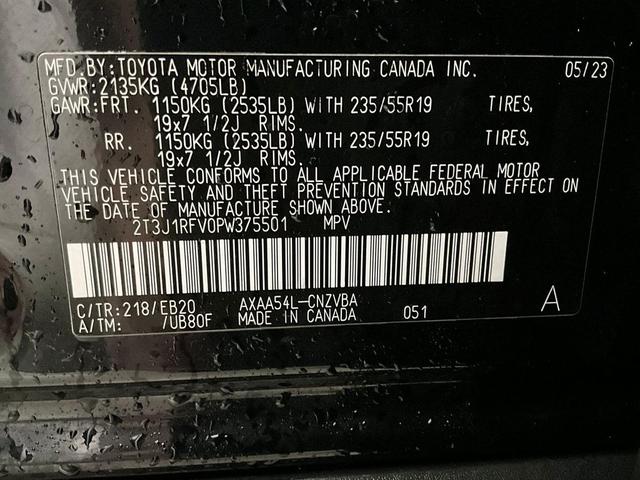 MFD.BY:TOYOTA MOTOR MANUFACTURING CANADA INC. 05/23
GVWR:2135KG (4705LB)
GAWR:FRT. 1150KG (2535LB) WITH 235/55R19 TIRES,
19x7 1/2J RIMS.
RR. 1150KG (2535LB) WITH 235/55R19 TIRES,
19x7 1/2J RIMS.
THIS VEHICLE CONFORMS TO ALL APPLICABLE FEDERAL MOTOR
VEHICLE SAFETY AND THEFT PREVENTION STANDARDS IN EFFECT ON
THE DATE OF MANUFACTURE SHOWN ABOVE.
2T3J1RFV0PW375501 MPV
C/TR:218/EB20 AXAA54L-CNZVBA
A/TM: /UB80F MADE IN CANADA 051 A